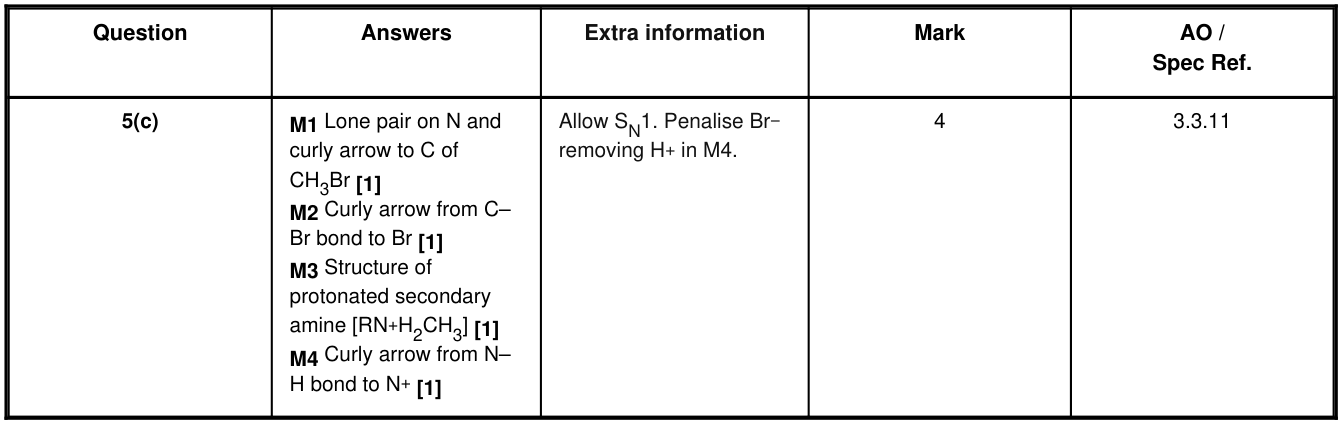 Question Answers Extra information Mark AO /
Spec Ref.
5(c)
M1 Lone pair on N and
curly arrow to C of
CH3Br [1]
M2 Curly arrow from C–
Br bond to Br [1]
M3 Structure of
protonated secondary
amine [RN+H2CH3] [1]
M4 Curly arrow from N–
H bond to N+ [1]
Allow SN1. Penalise Br–
removing H+ in M4.
4
3.3.11